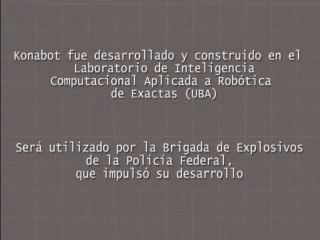 Konabot fue desarrollado y construido en el
Laboratorio de Inteligencia
Computacional Aplicada a Robótica
de Exactas (UBA)
Será utilizado por la Brigada de Explosivos
de la Policía Federal,
que impulsó su desarrollo